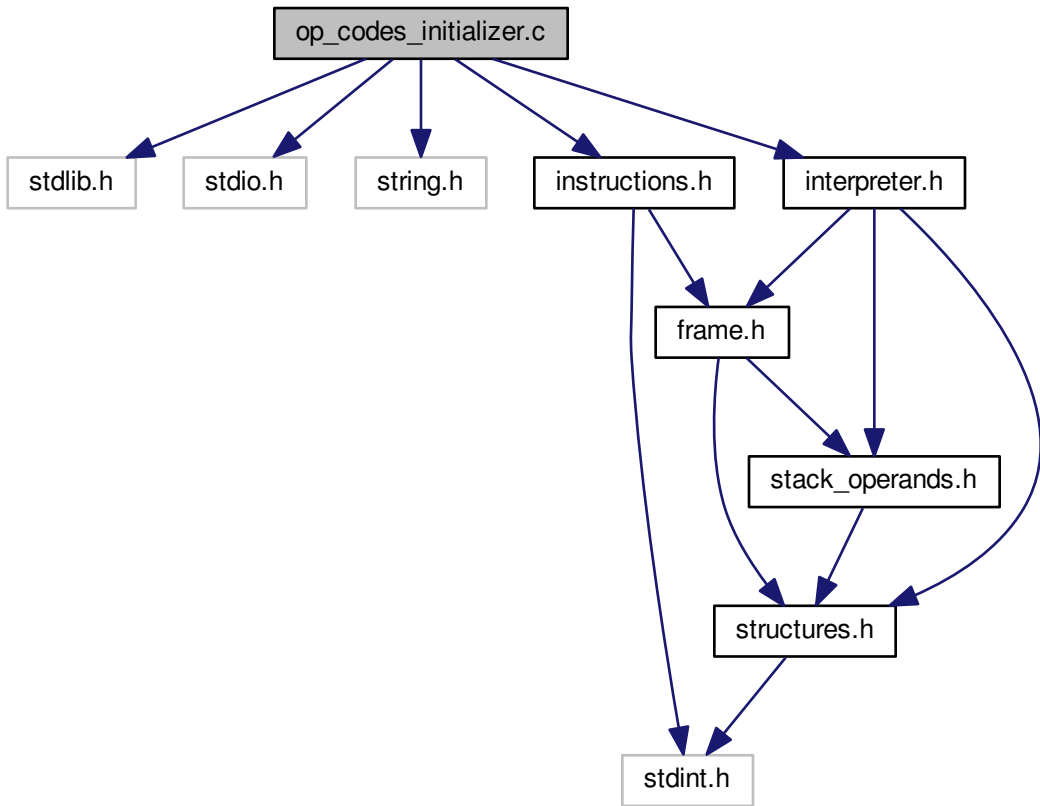 op_codes_initializer.c
stdlib.h
stdio.h
string.h
instructions.h
interpreter.h
frame.h
stack_operands.h
structures.h
stdint.h